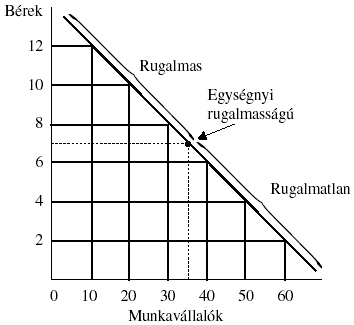 Bérek
12
10
8
6
4
2
Rugalmas
Egységnyi
rugalmasságú
Rugalmatlan
0 10 20 30 40 50 60
Munkavállalók